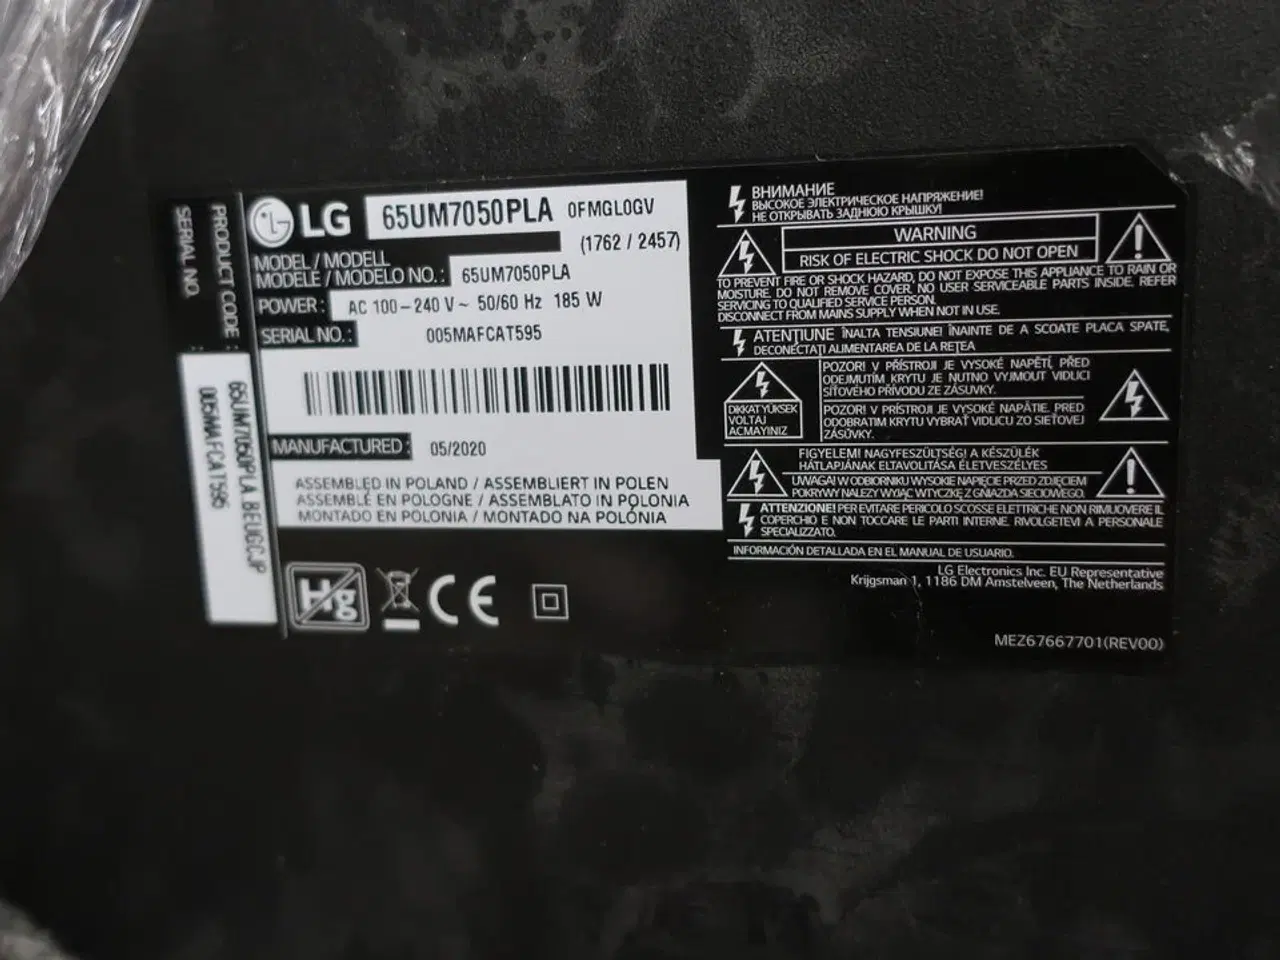 PRODUCT CODE :
SERIAL NO. :
65UM7050PLA.BEUGCJP
005MAFCAT595
LG 65UM7050PLA 0FMGL0GV
(1762 / 2457)
MODEL / MODELL
MODÈLE / MODELO NO. : 65UM7050PLA
POWER : AC 100-240 V~ 50/60 Hz 185 W
SERIAL NO. : 005MAFCAT595
MANUFACTURED : 05/2020
ASSEMBLED IN POLAND / ASSEMBLIERT IN POLEN
ASSEMBLÉ EN POLOGNE / ASSEMBLATO IN POLONIA
MONTADO EN POLONIA / MONTADO NA POLÓNIA
Hg
CE
ВНИМАНИЕ
ВЫСОКОЕ ЭЛЕКТРИЧЕСКОЕ НАПРЯЖЕНИЕ!
НЕ ОТКРЫВАТЬ ЗАДНЮЮ КРЫШКУ!
WARNING
RISK OF ELECTRIC SHOCK DO NOT OPEN
TO PREVENT FIRE OR SHOCK HAZARD, DO NOT EXPOSE THIS APPLIANCE TO RAIN OR
MOISTURE. DO NOT REMOVE COVER. NO USER SERVICEABLE PARTS INSIDE. REFER
SERVICING TO QUALIFIED SERVICE PERSON.
DISCONNECT FROM MAINS SUPPLY WHEN NOT IN USE.
ATENŢIUNE ÎNALTA TENSIUNE! ÎNAINTE DE A SCOATE PLACA SPATE,
DECONECTAŢI ALIMENTAREA DE LA REŢEA
DIKKAT YÜKSEK
VOLTAJ
AÇMAYINIZ
POZOR! V PŘÍSTROJI JE VYSOKÉ NAPĚTÍ, PŘED
ODEJMUTÍM KRYTU JE NUTNO VYJMOUT VIDLICI
SÍŤOVÉHO PŘÍVODU ZE ZÁSUVKY.
POZOR! V PRÍSTROJI JE VYSOKÉ NAPÄTIE. PRED
ODOBRATIM KRYTU VYBRAŤ VIDLICU ZO SIEŤOVEJ
ZÁSÚVKY.
FIGYELEM! NAGYFESZÜLTSÉG! A KÉSZÜLÉK
HÁTLAPJÁNAK ELTAVOLÍTÁSA ÉLETVESZÉLYES
UWAGA! W ODBIORNIKU WYSOKIE NAPIĘCIE PRZED ZDJĘCIEM
POKRYWY NALEŻY WYJĄĆ WTYCZKĘ Z GNIAZDA SIECIOWEGO.
ATTENZIONE! PER EVITARE PERICOLO SCOSSE ELETTRICHE NON RIMUOVERE IL
COPERCHIO E NON TOCCARE LE PARTI INTERNE. RIVOLGETEVI A PERSONALE
SPECIALIZZATO.
INFORMACIÓN DETALLADA EN EL MANUAL DE USUARIO.
LG Electronics Inc. EU Representative
Krijgsman 1, 1186 DM Amstelveen, The Netherlands
MEZ67667701(REV00)